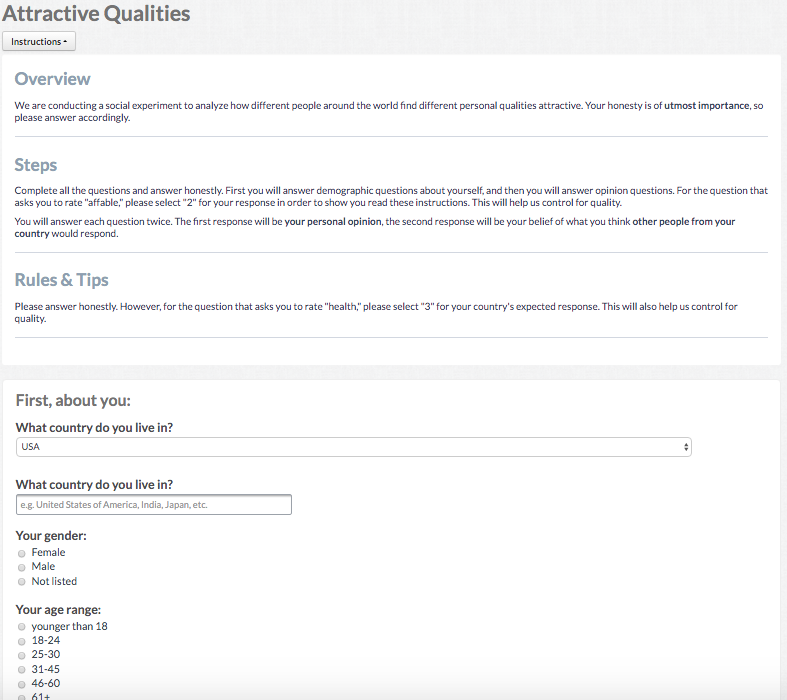 Attractive Qualities
Instructions
Overview
We are conducting a social experiment to analyze how different people around the world find different personal qualities attractive. Your honesty is of utmost importance, so
please answer accordingly.
Steps
Complete all the questions and answer honestly. First you will answer demographic questions about yourself, and then you will answer opinion questions. For the question that
asks you to rate "affable," please select "2" for your response in order to show you read these instructions. This will help us control for quality.
You will answer each question twice. The first response will be your personal opinion, the second response will be your belief of what you think other people from your
country would respond.
Rules & Tips
Please answer honestly. However, for the question that asks you to rate "health," please select "3" for your country's expected response. This will also help us control for
quality.
First, about you:
What country do you live in?
USA
What country do you live in?
e.g. United States of America, India, Japan, etc.
Your gender:
Female
Male
Not listed
Your age range:
younger than 18
18-24
25-30
31-45
46-60
61+